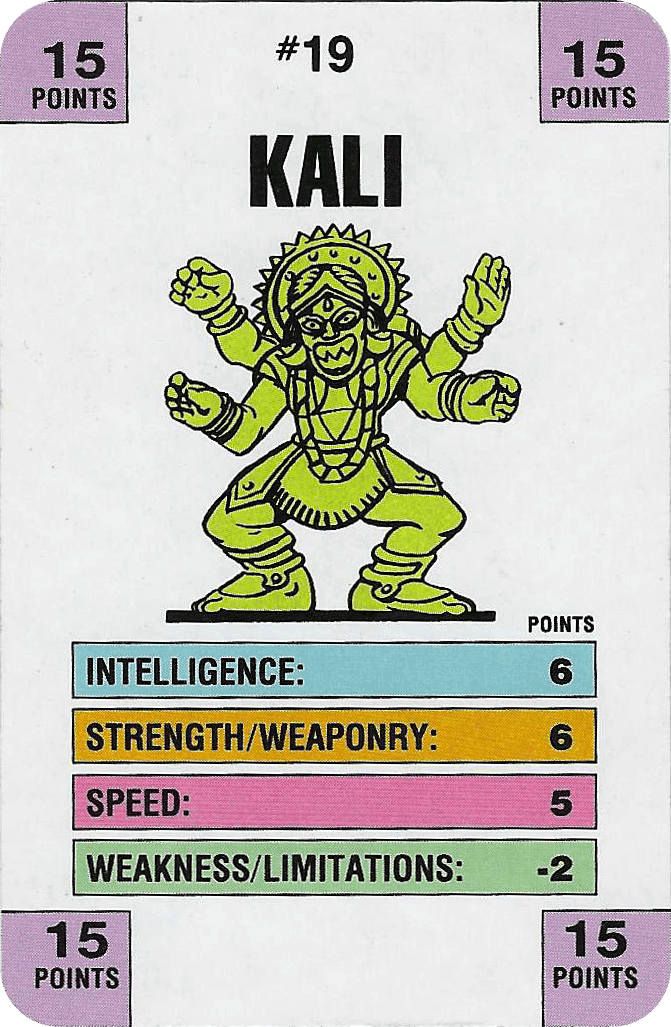 15 POINTS
#19
15 POINTS
KALI
POINTS
INTELLIGENCE: 6
STRENGTH/WEAPONRY: 6
SPEED: 5
WEAKNESS/LIMITATIONS: -2
15 POINTS
15 POINTS